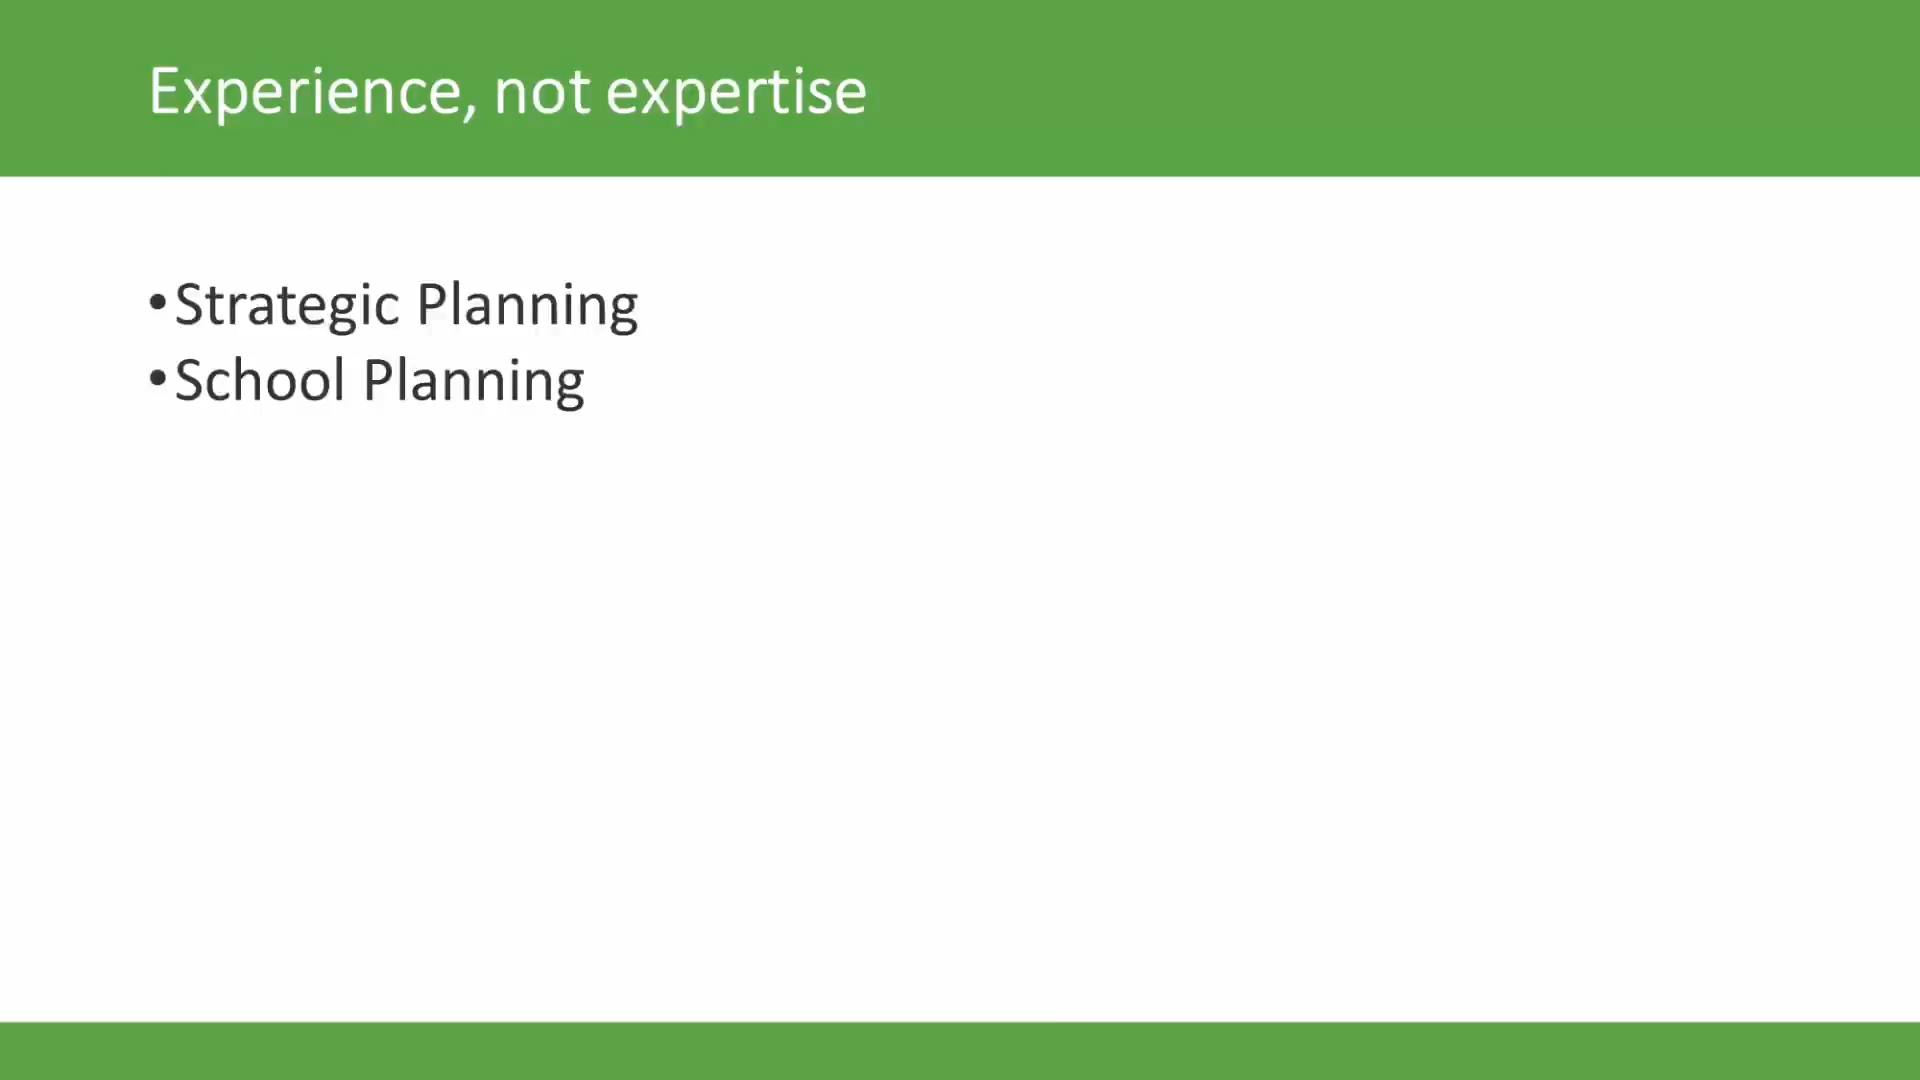 Experience, not expertise
•Strategic Planning
•School Planning